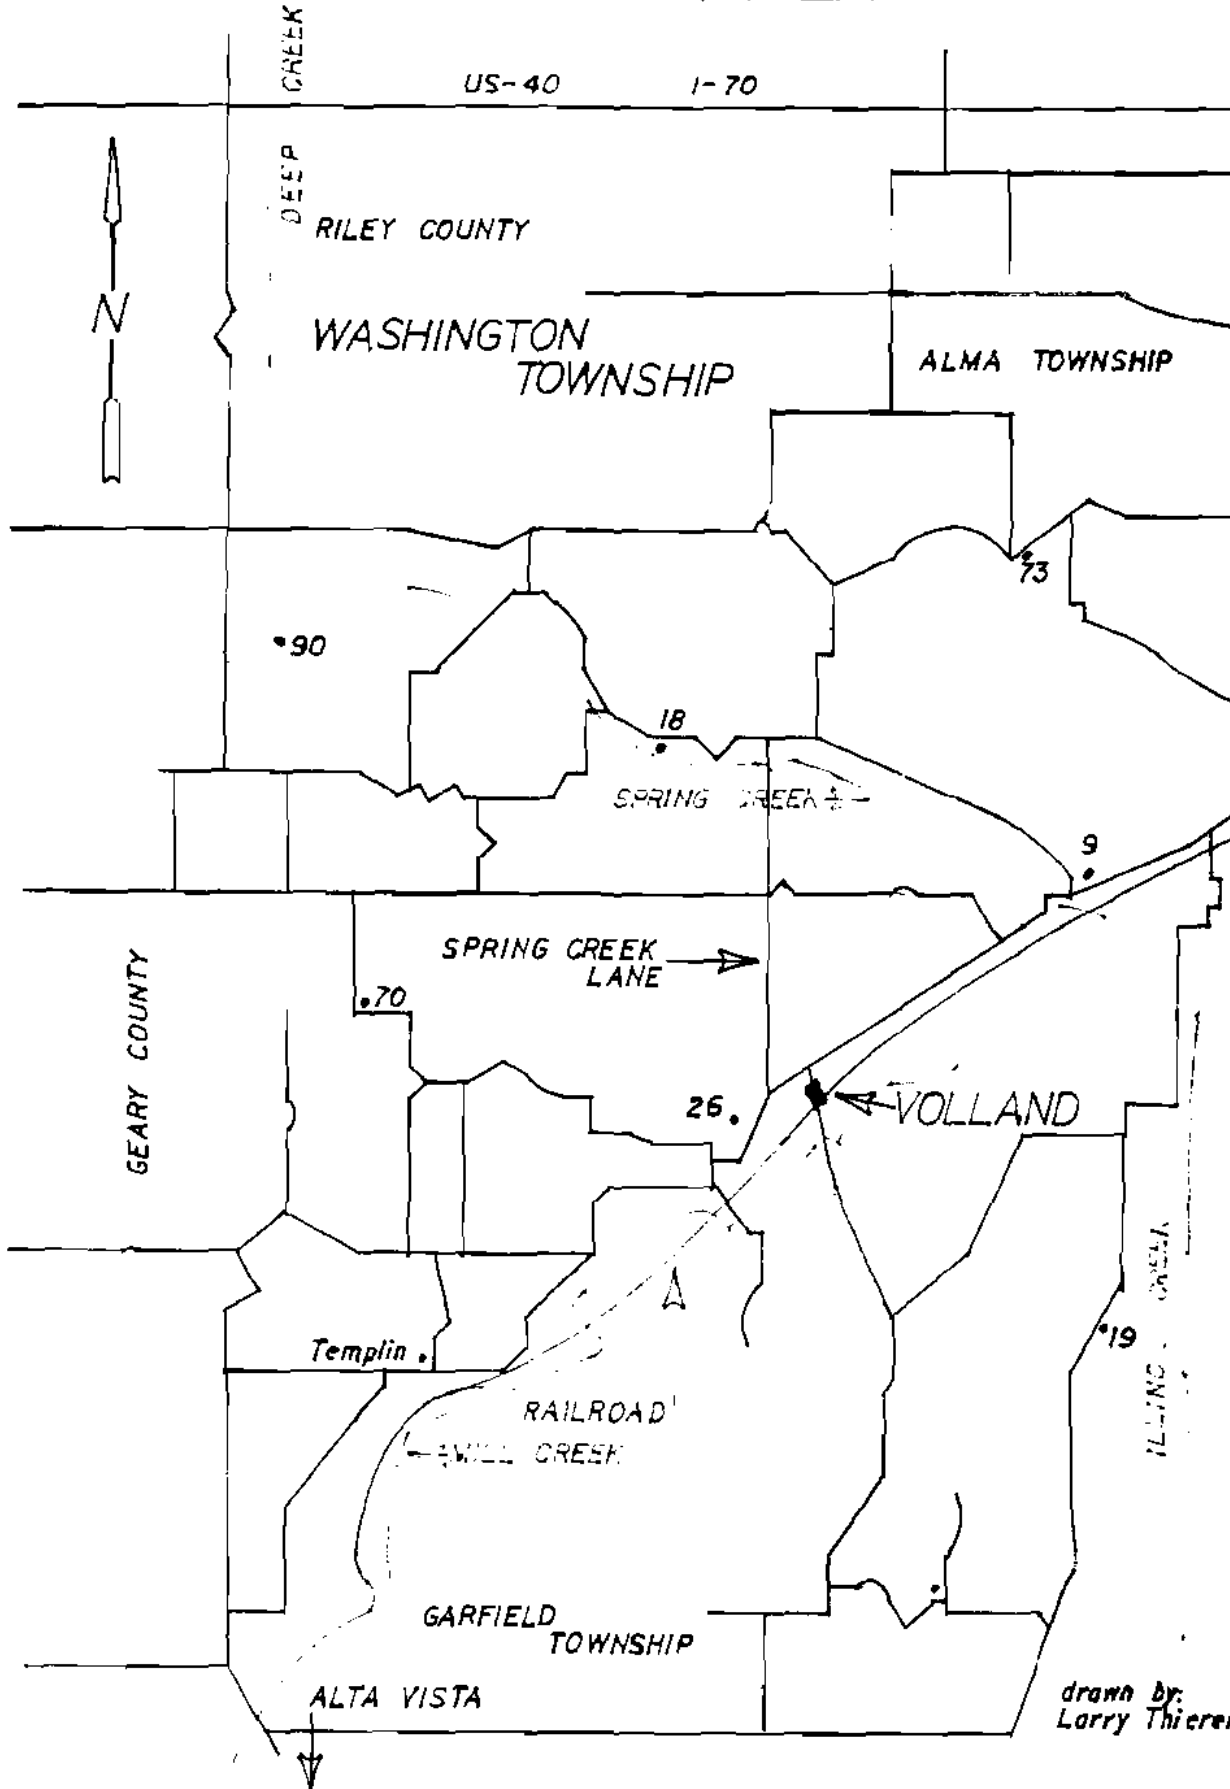 DEEP CREEK
US-40 I-70
RILEY COUNTY
N
WASHINGTON
TOWNSHIP
ALMA TOWNSHIP
73
90
18
SPRING CREEK
9
SPRING CREEK
LANE
GEARY COUNTY
70
26
VOLLAND
Templin
19
CREEK
RAILROAD
MILL CREEK
GARFIELD
TOWNSHIP
ALTA VISTA
drawn by:
Larry